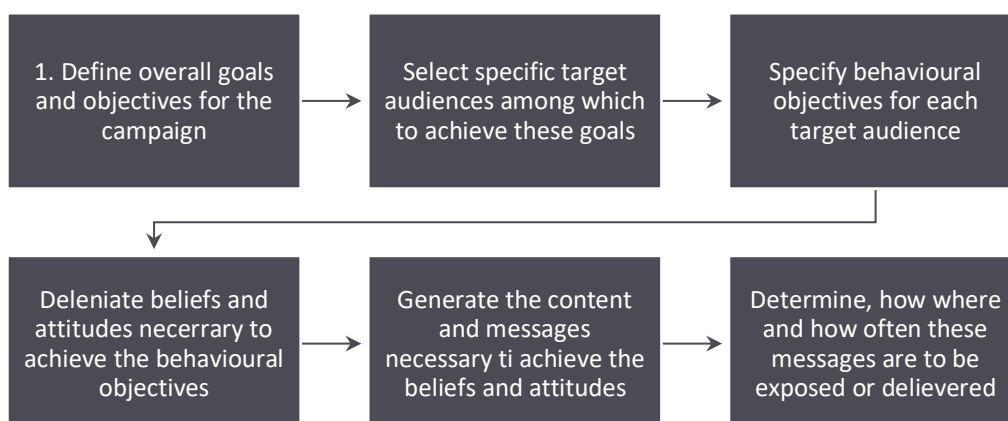 1. Define overall goals
and objectives for the
campaign
Select specific target
audiences among which
to achieve these goals
Specify behavioural
objectives for each
target audience
Deleniate beliefs and
attitudes necerrary to
achieve the behavioural
objectives
Generate the content
and messages
necessary ti achieve the
beliefs and attitudes
Determine, how where
and how often these
messages are to be
exposed or delievered